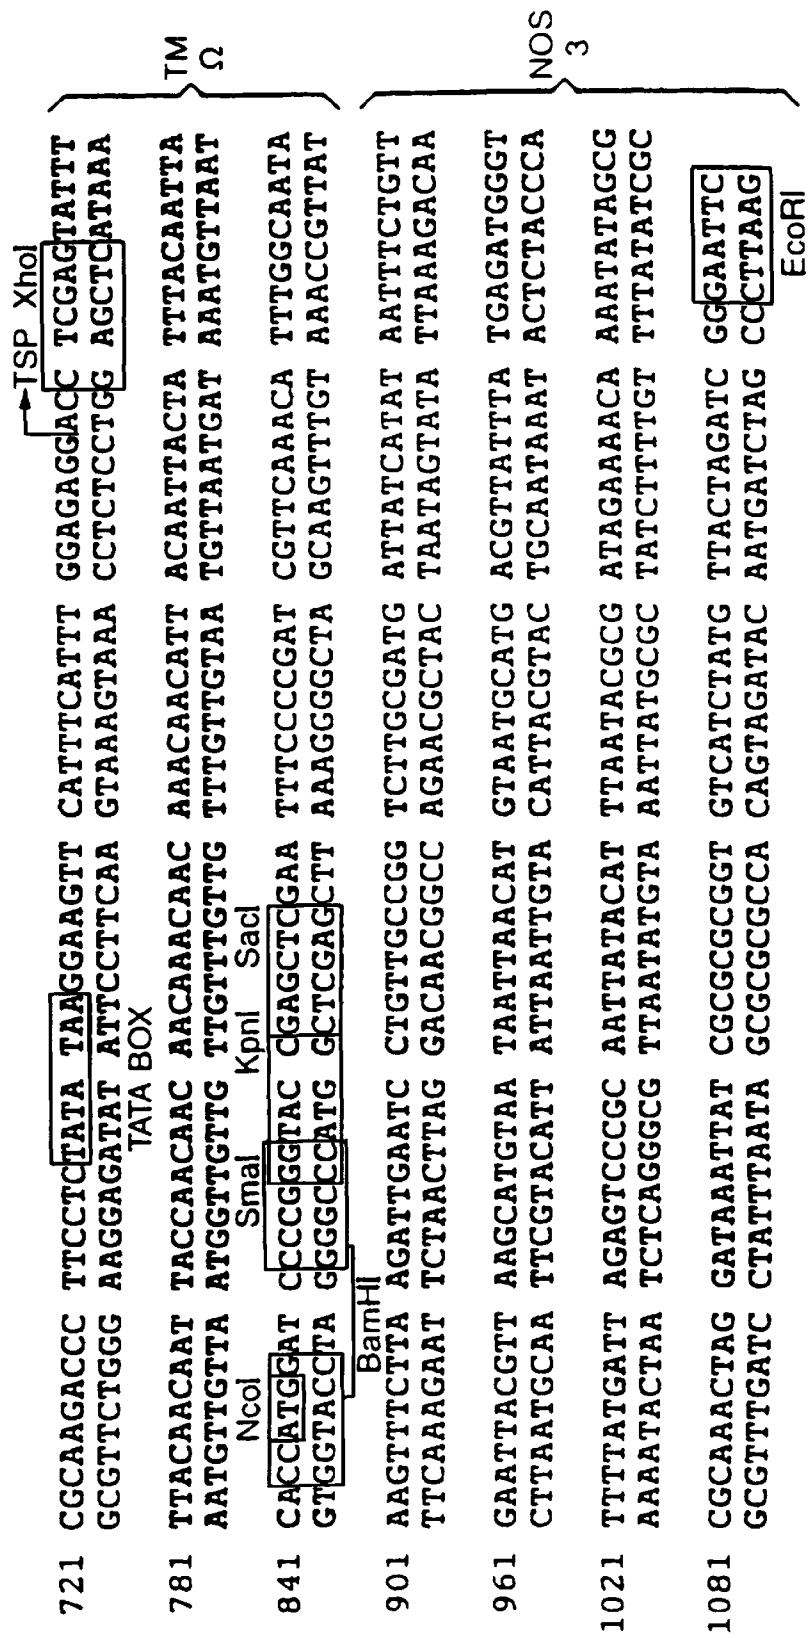 TSP XhoI
721 CGCAAGACCC TTCCTCTATA TAAGGAAGTT CATTTCATTT GGAGAGGACC TCGAGTATTT
GCGTTCTGGG AAGGAGATAT ATTCCTTCAA GTAAAGTAAA CCTCTCCTGG AGCTCATAAA
TATA BOX
TM
Ω
781 TTACAACAAT TACCAACAAC AACAAACAAC AAACAACATT ACAATTACTA TTTACAATTA
AATGTTGTTA ATGGTTGTTG TTGTTTGTTG TTTGTTGTAA TGTTAATGAT AAATGTTAAT
NcoI SmaI KpnI SacI
841 CACCATGGAT CCCCGGGTAC CGAGCTCGAA TTTCCCCGAT CGTTCAAACA TTTGGCAATA
GTGGTACCTA GGGGCCCATG GCTCGAGCTT AAAGGGGCTA GCAAGTTTGT AAACCGTTAT
BamHI
901 AAGTTTCTTA AGATTGAATC CTGTTGCCGG TCTTGCGATG ATTATCATAT AATTTCTGTT
TTCAAAGAAT TCTAACTTAG GACAACGGCC AGAACGCTAC TAATAGTATA TTAAAGACAA
961 GAATTACGTT AAGCATGTAA TAATTAACAT GTAATGCATG ACGTTATTTA TGAGATGGGT
CTTAATGCAA TTCGTACATT ATTAATTGTA CATTACGTAC TGCAATAAAT ACTCTACCCA
NOS
3
1021 TTTTATGATT AGAGTCCCGC AATTATACAT TTAATACGCG ATAGAAAACA AAATATAGCG
AAAATACTAA TCTCAGGGCG TTAATATGTA AATTATGCGC TATCTTTTGT TTTATATCGC
1081 CGCAAACTAG GATAAATTAT CGCGCGCGGT GTCATCTATG TTACTAGATC GGGAATTC
GCGTTTGATC CTATTTAATA GCGCGCGCCA CAGTAGATAC AATGATCTAG CCCTTAAG
EcoRI